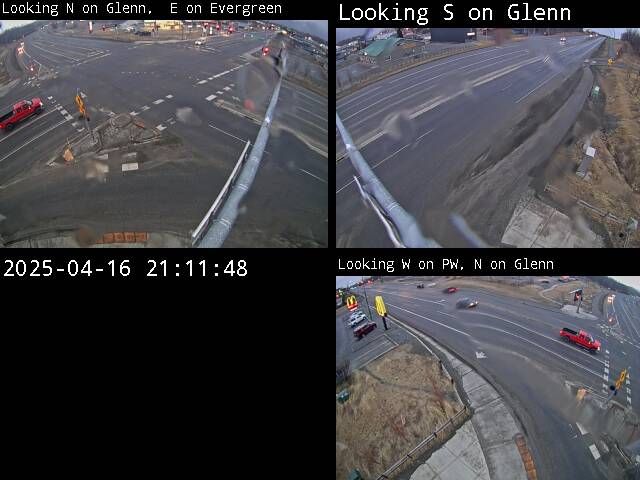 Looking N on Glenn,  E on Evergreen
Looking S on Glenn
2025-04-16 21:11:48
Looking W on PW, N on Glenn